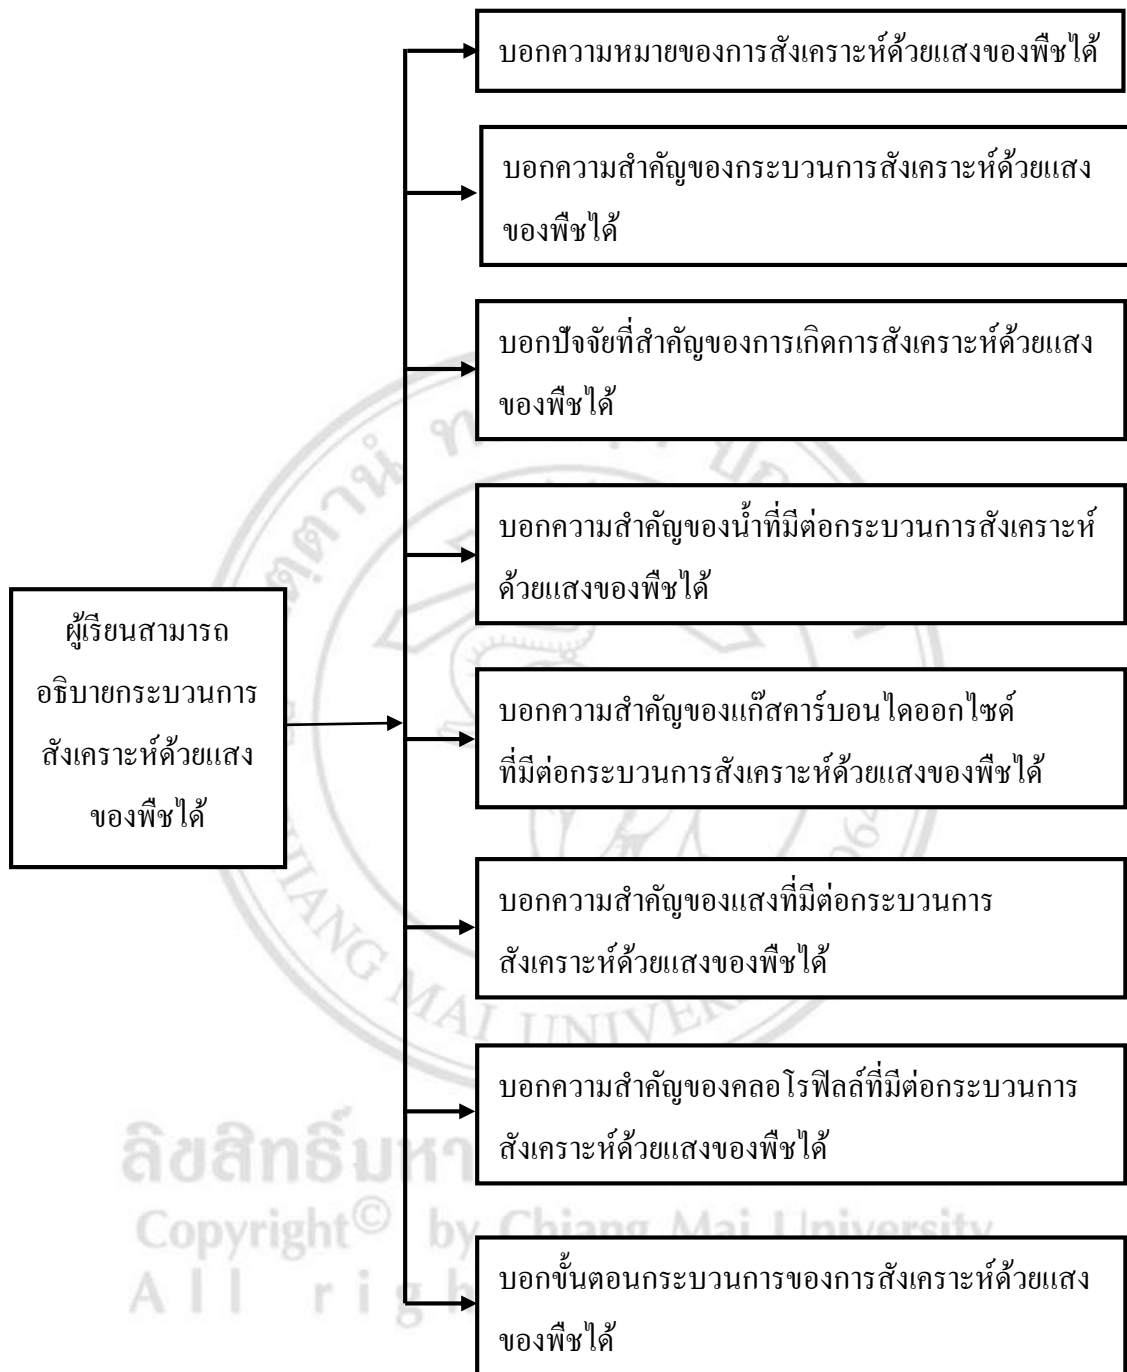 บอกความหมายของการสังเคราะห์ด้วยแสงของพืชได้
บอกความสำคัญของกระบวนการสังเคราะห์ด้วยแสง
ของพืชได้
บอกปัจจัยที่สำคัญของการเกิดการสังเคราะห์ด้วยแสง
ของพืชได้
บอกความสำคัญของน้ำที่มีต่อกระบวนการสังเคราะห์
ด้วยแสงของพืชได้
ผู้เรียนสามารถ
อธิบายกระบวนการ
สังเคราะห์ด้วยแสง
ของพืชได้
บอกความสำคัญของแก๊สคาร์บอนไดออกไซด์
ที่มีต่อกระบวนการสังเคราะห์ด้วยแสงของพืชได้
บอกความสำคัญของแสงที่มีต่อกระบวนการ
สังเคราะห์ด้วยแสงของพืชได้
บอกความสำคัญของคลอโรฟิลล์ที่มีต่อกระบวนการ
สังเคราะห์ด้วยแสงของพืชได้
บอกขั้นตอนกระบวนการของการสังเคราะห์ด้วยแสง
ของพืชได้
CHIANG MAI UNIVER
ลิขสิทธิ์มหา
Copyright© by Chiang Mai University
All righ